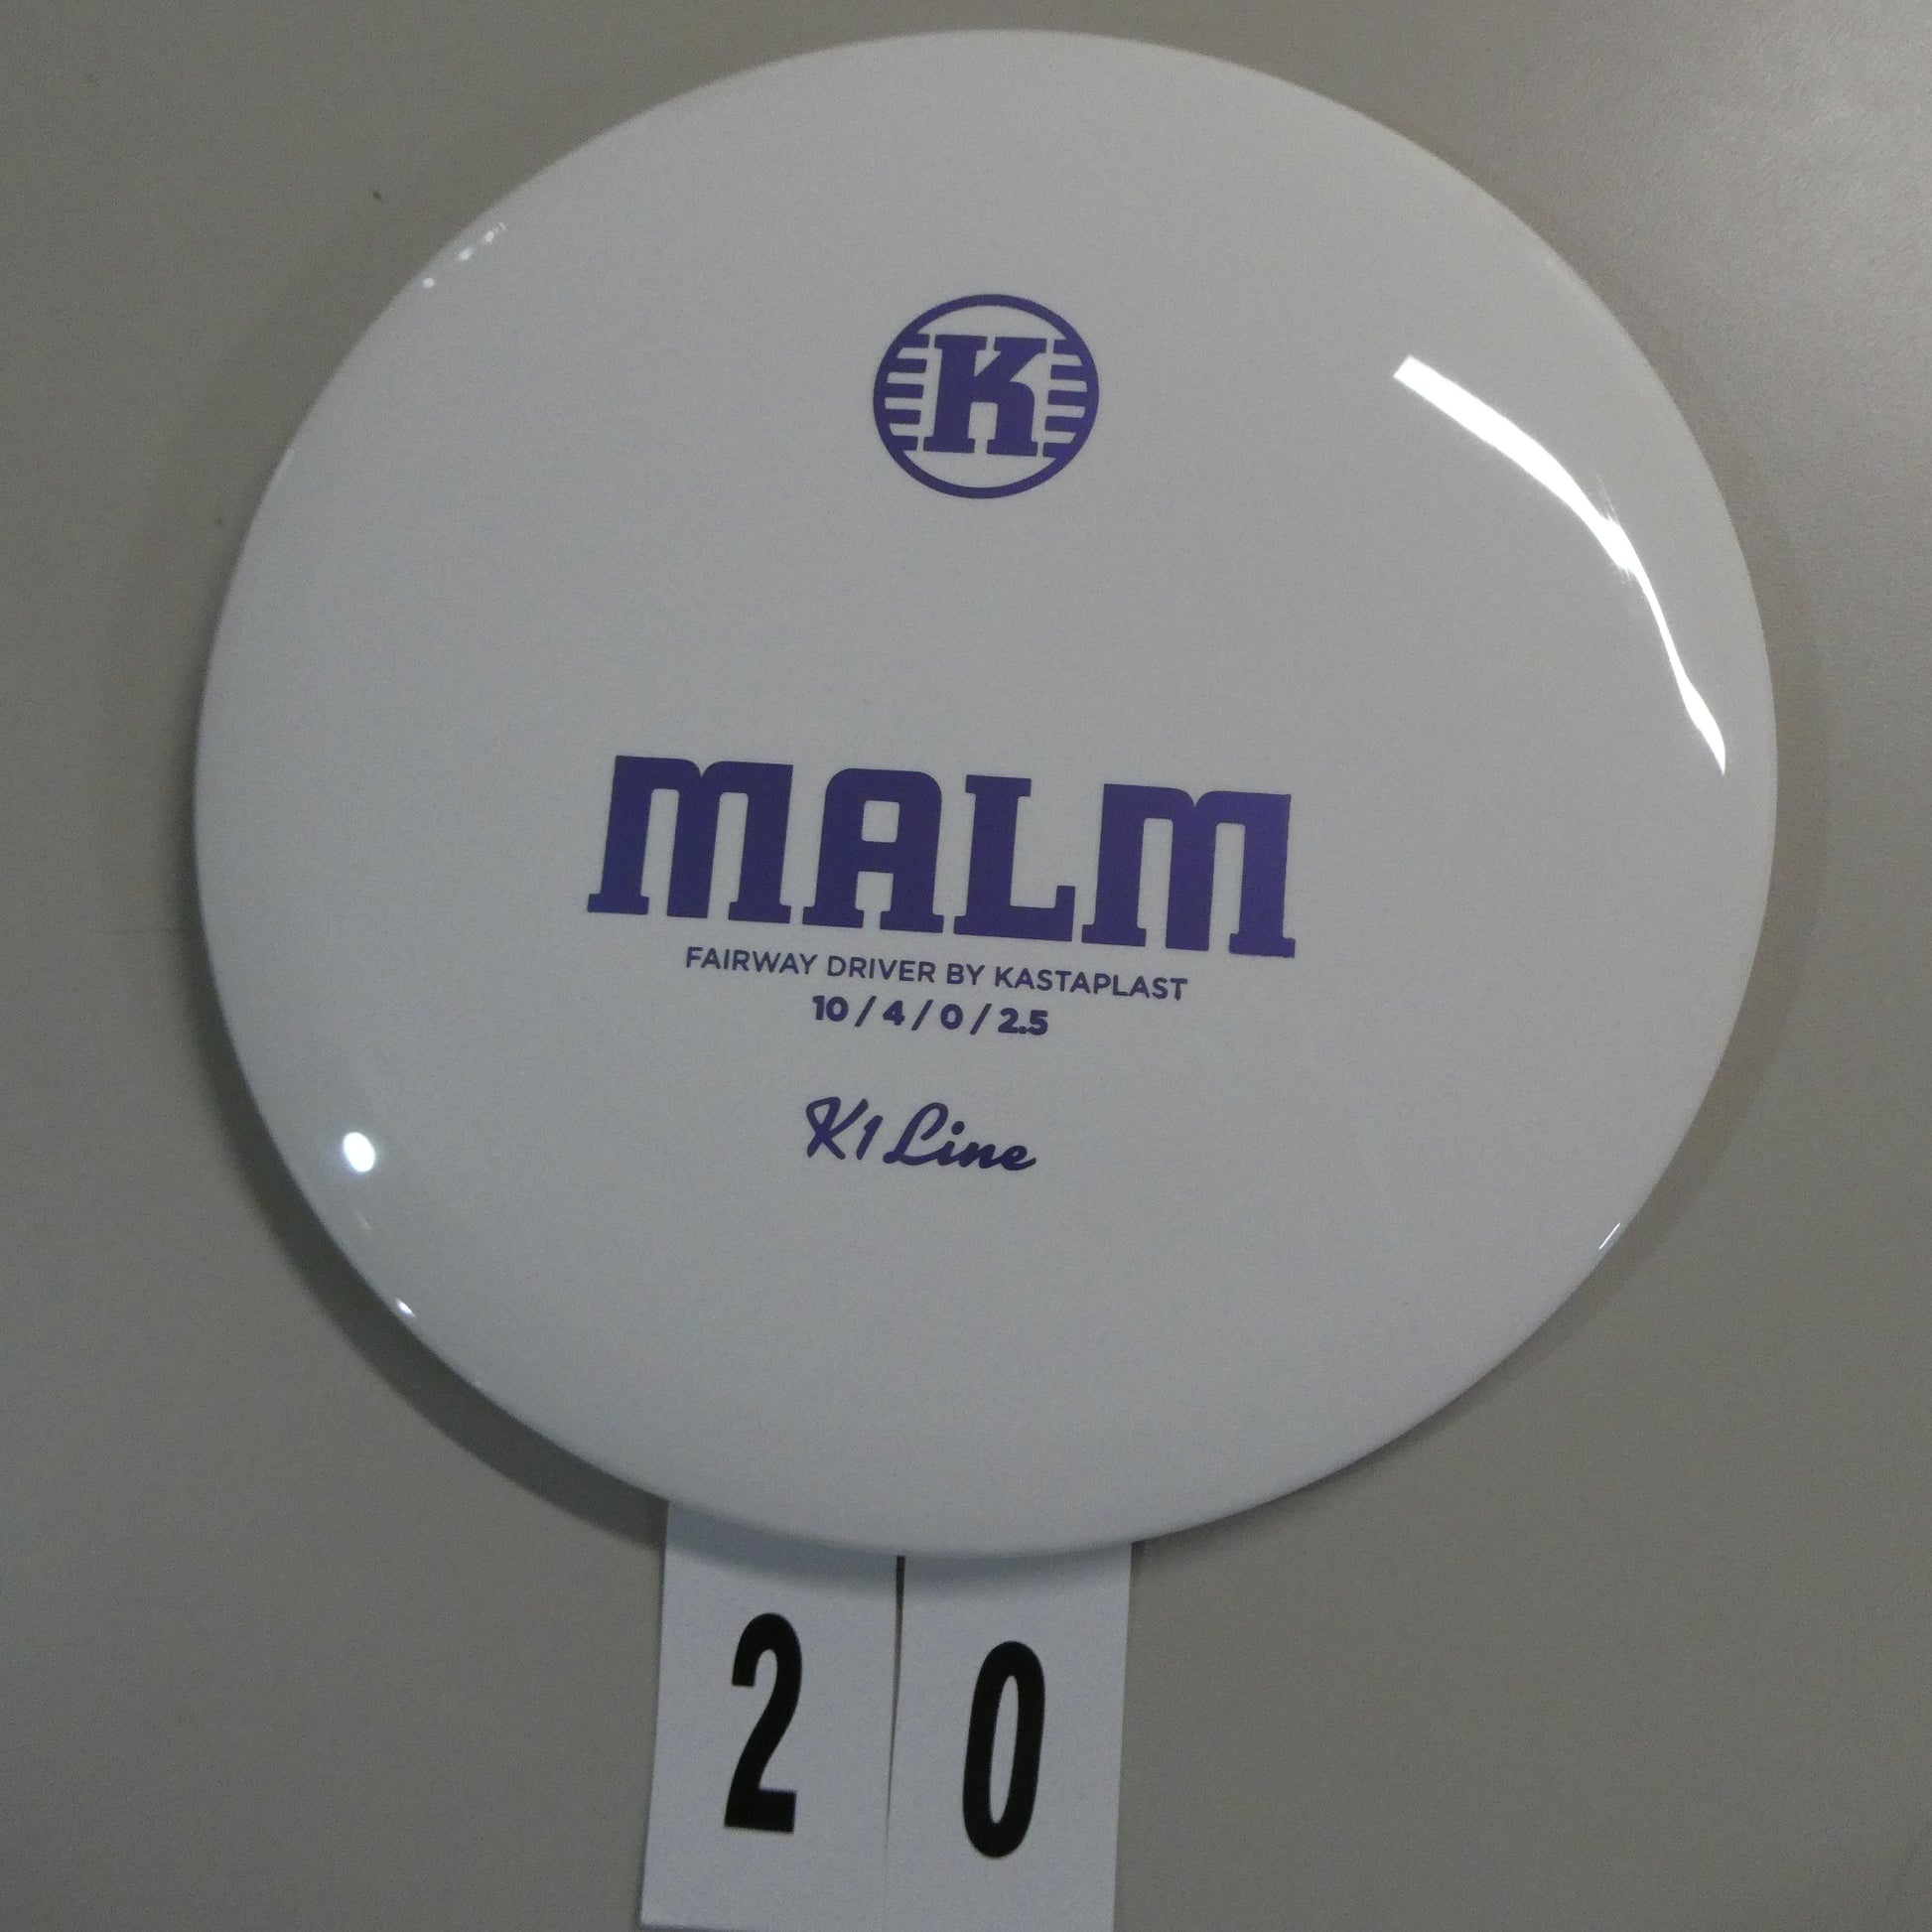 K
MALM
FAIRWAY DRIVER BY KASTAPLAST
10 / 4 / 0 / 2.5
K1 Line
2 0